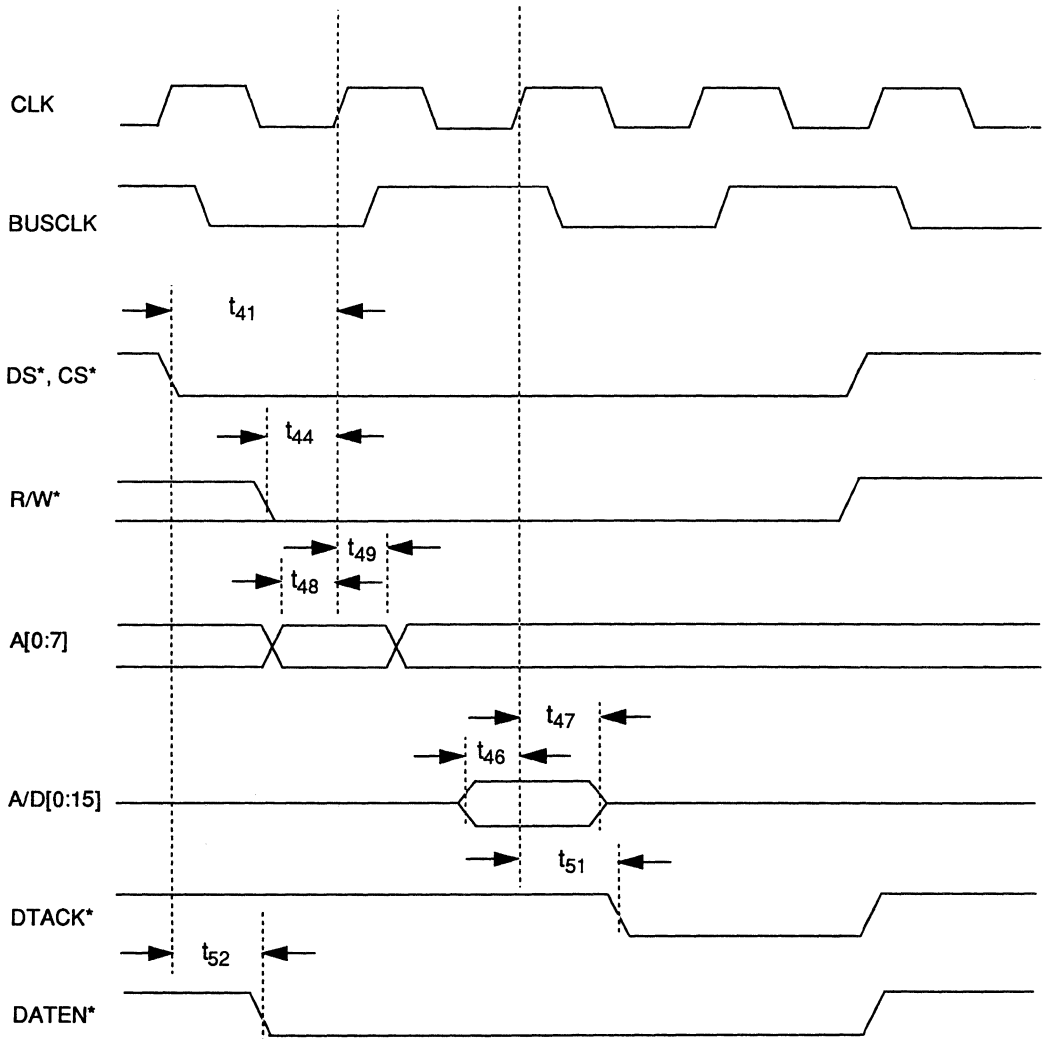 CLK
BUSCLK
t41
DS*, CS*
t44
R/W*
t49
t48
A[0:7]
t47
t46
A/D[0:15]
t51
DTACK*
t52
DATEN*